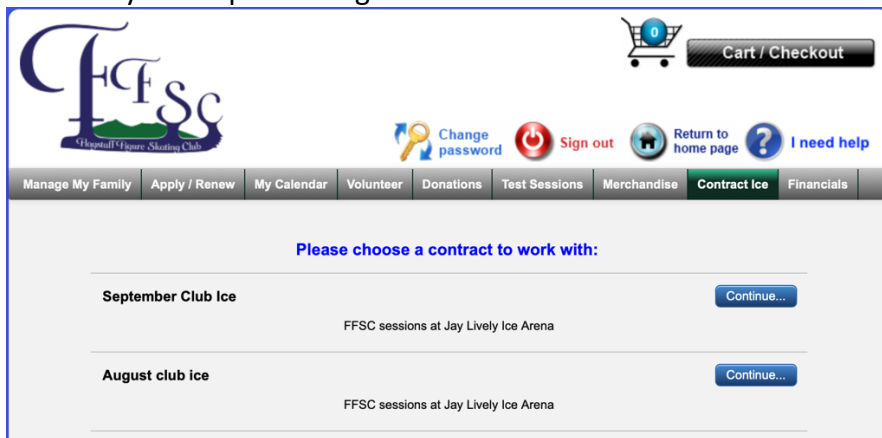 0
Cart / Checkout
FFSC
Flagstaff Figure Skating Club
Change
password
Sign out
Return to
home page
I need help
Manage My Family Apply / Renew My Calendar Volunteer Donations Test Sessions Merchandise Contract Ice Financials
Please choose a contract to work with:
September Club Ice
Continue...
FFSC sessions at Jay Lively Ice Arena
August club ice
Continue...
FFSC sessions at Jay Lively Ice Arena